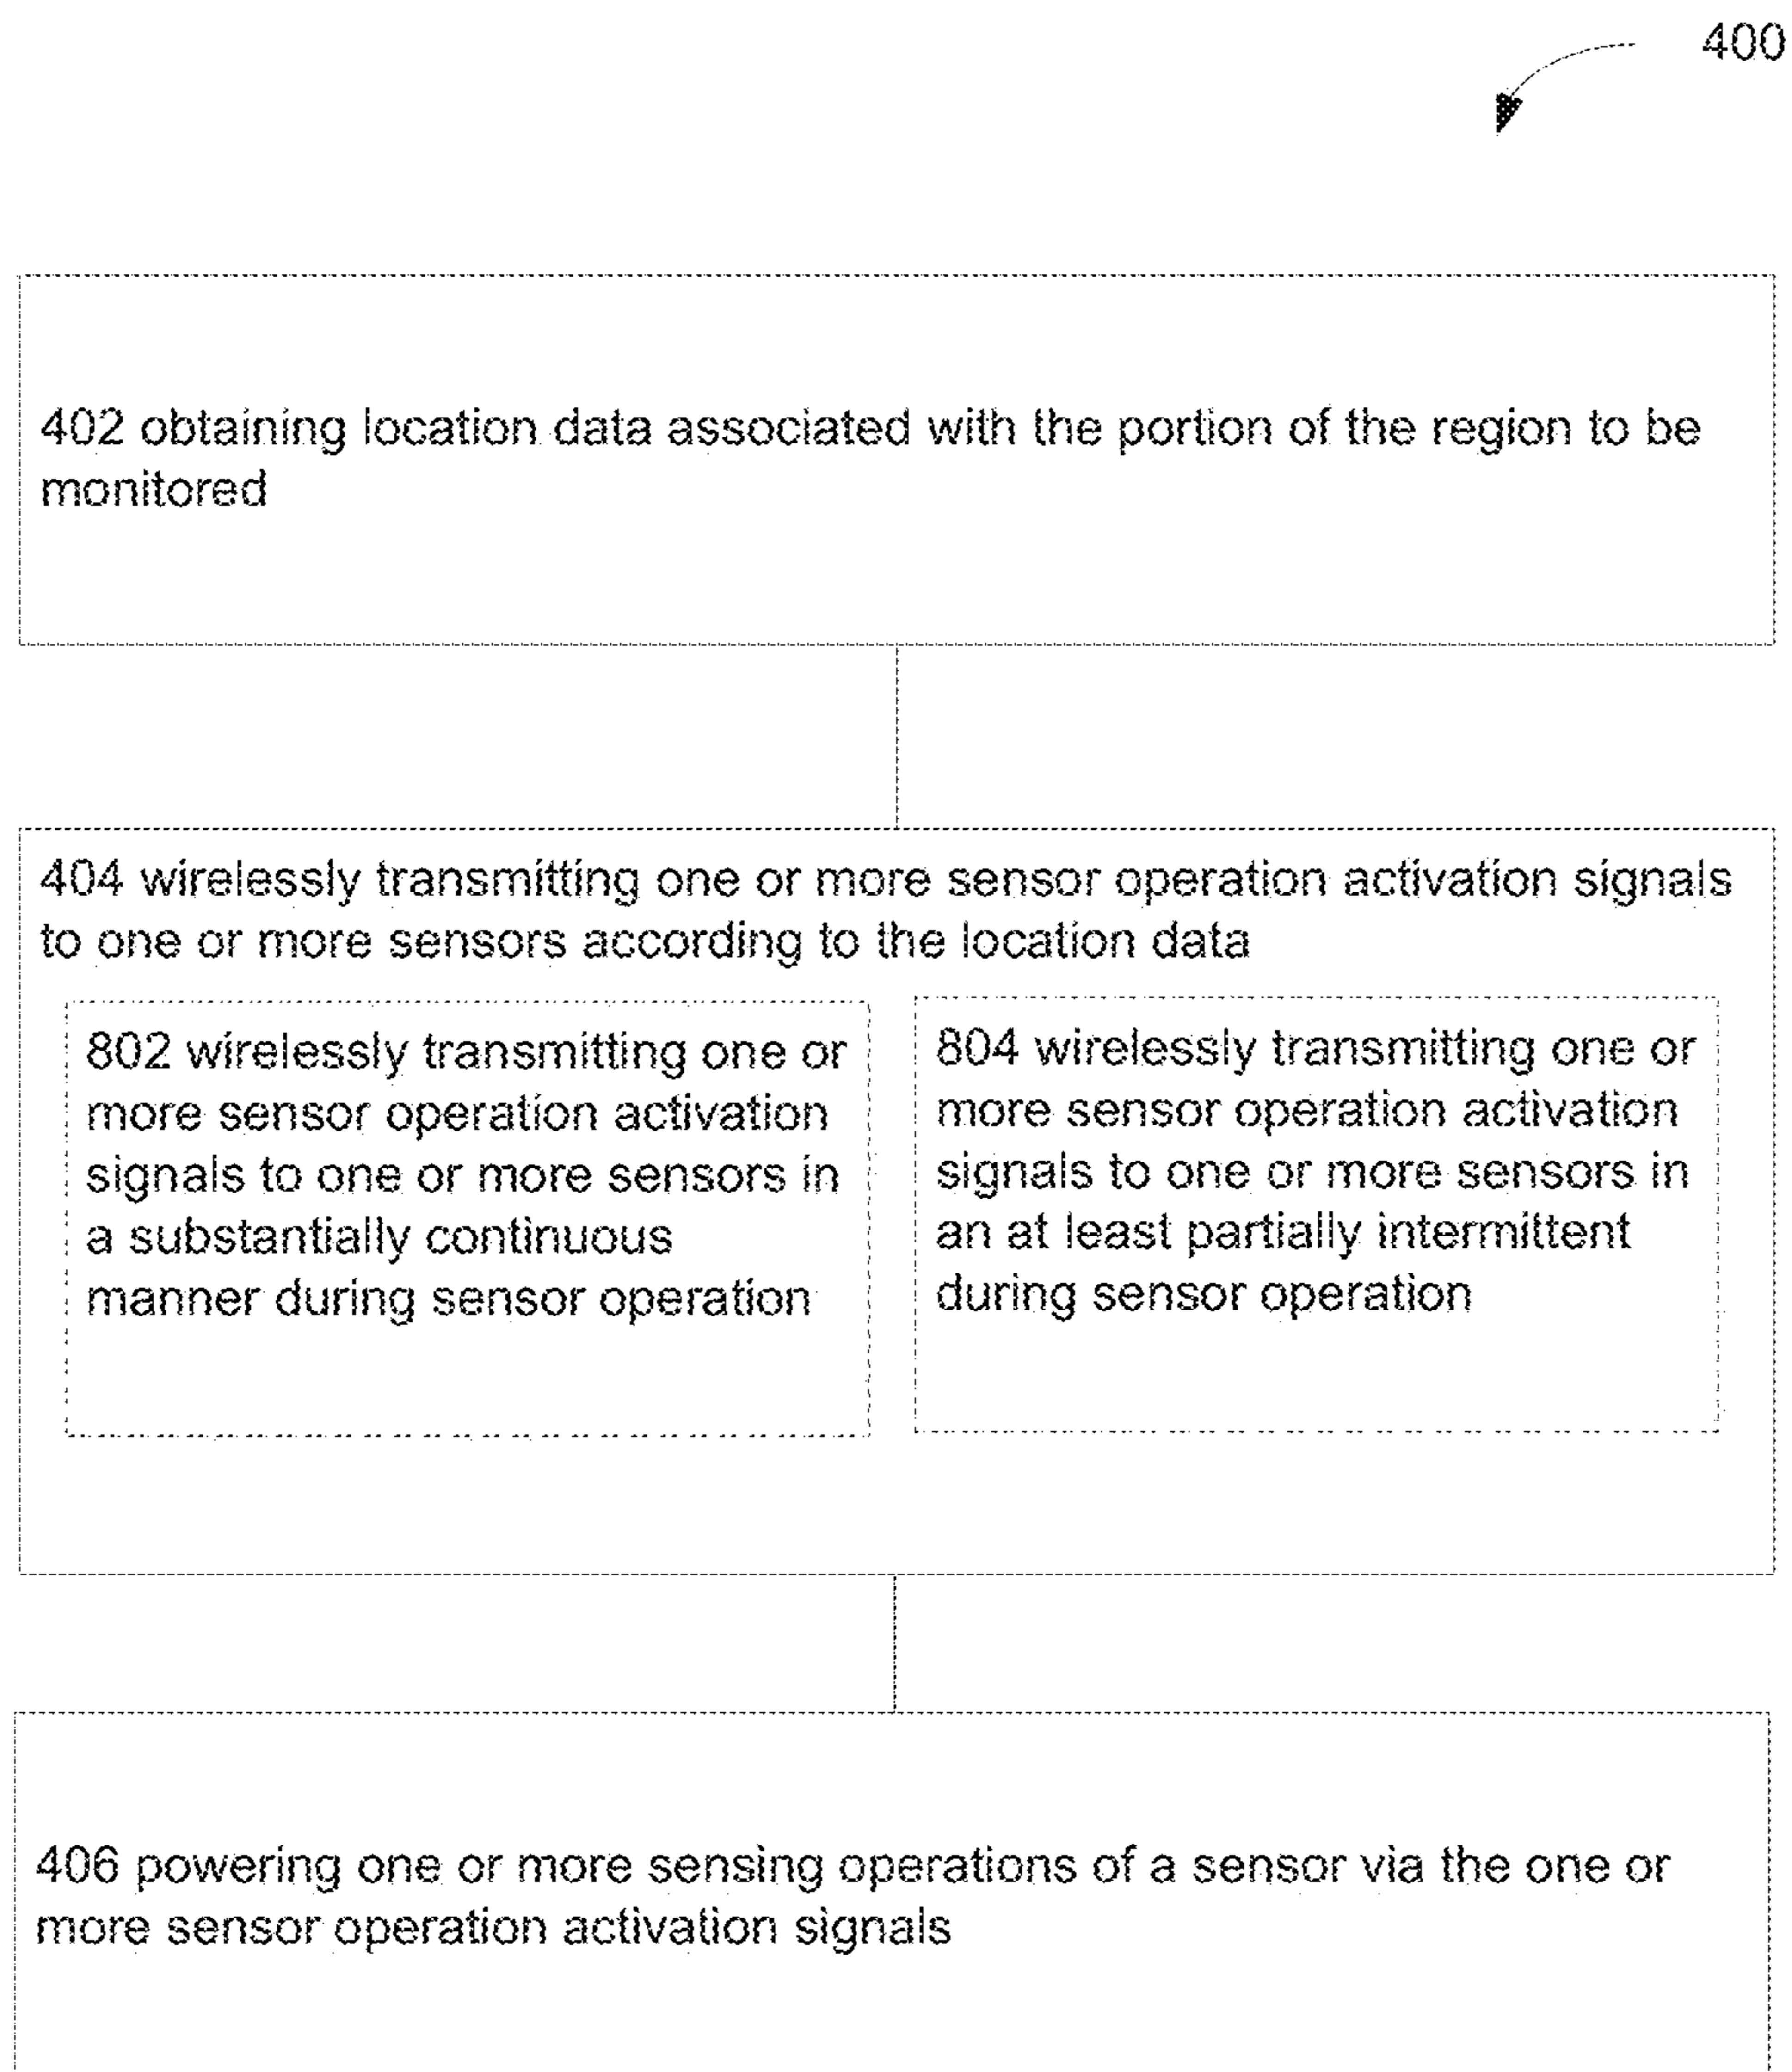 400
402 obtaining location data associated with the portion of the region to be
monitored
404 wirelessly transmitting one or more sensor operation activation signals
to one or more sensors according to the location data
802 wirelessly transmitting one or
more sensor operation activation
signals to one or more sensors in
a substantially continuous
manner during sensor operation
804 wirelessly transmitting one or
more sensor operation activation
signals to one or more sensors in
an at least partially intermittent
during sensor operation
406 powering one or more sensing operations of a sensor via the one or
more sensor operation activation signals